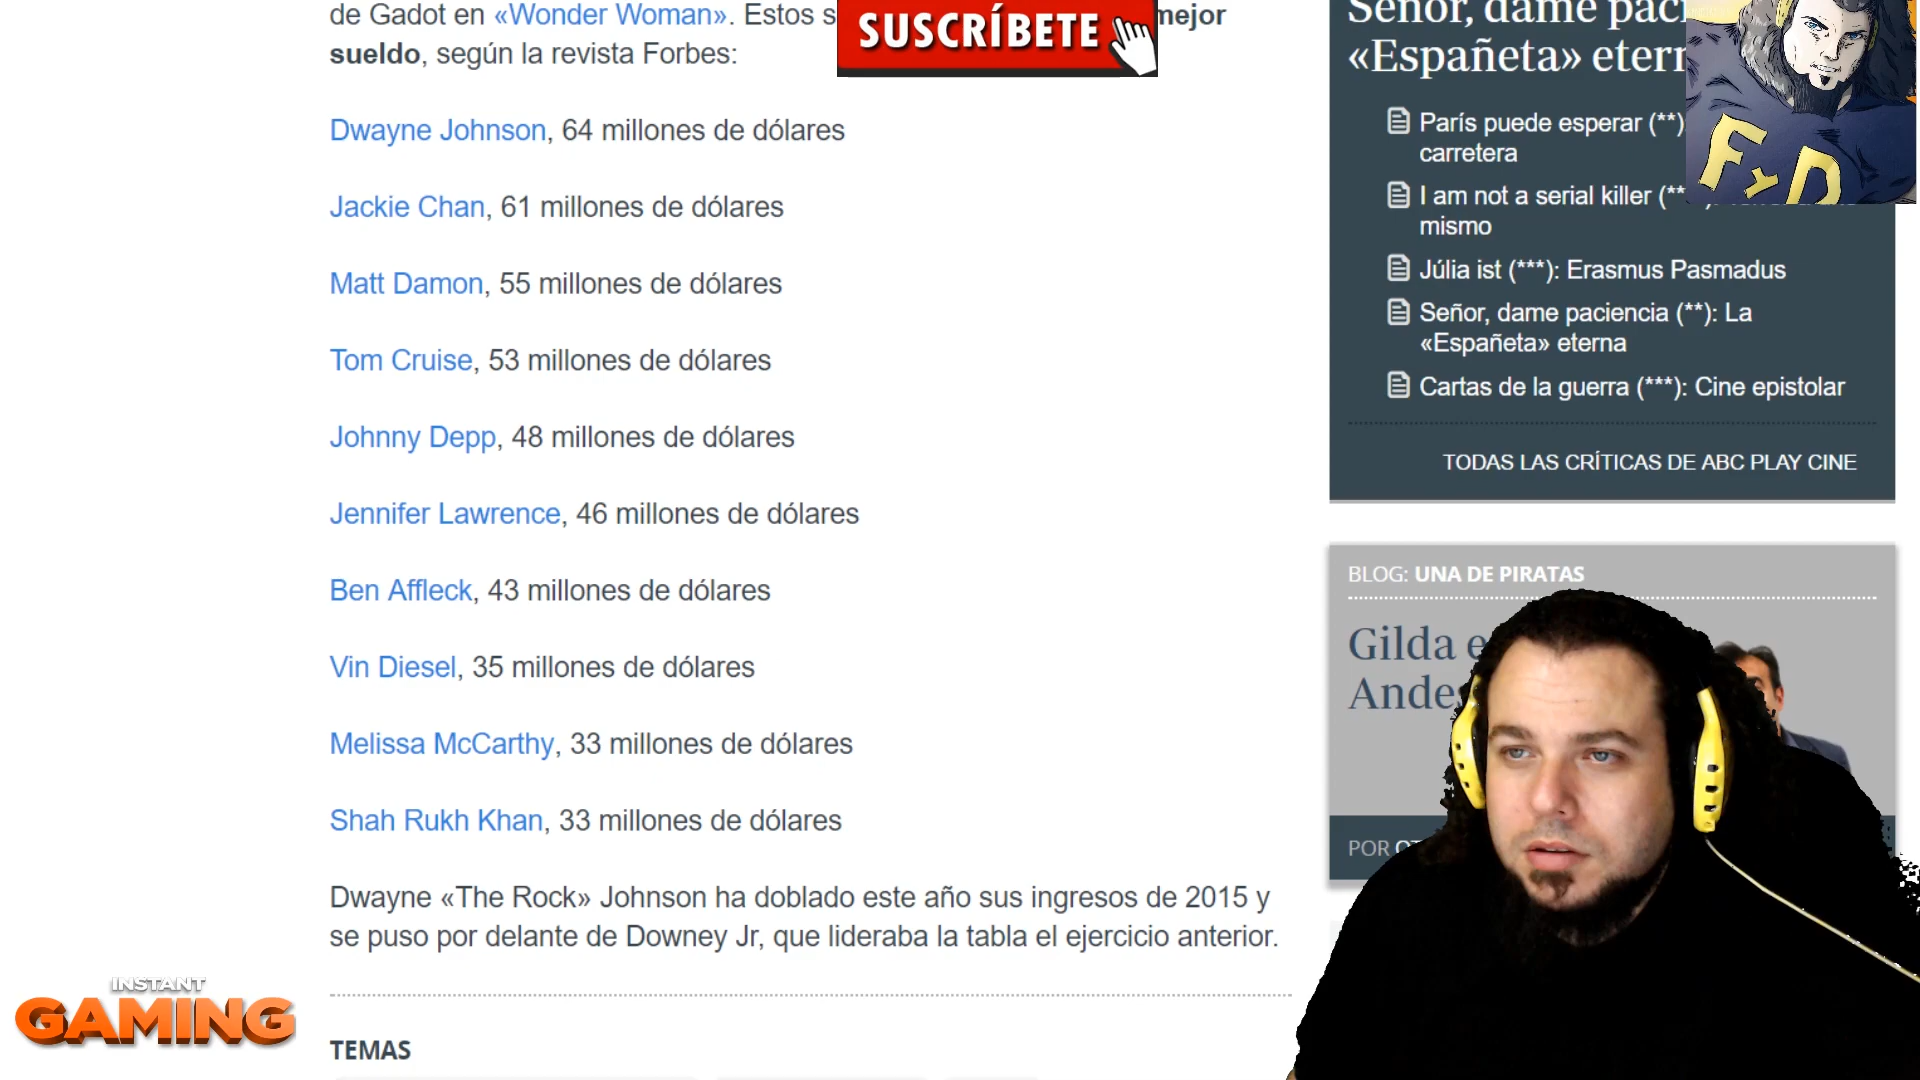 de Gadot en «Wonder Woman». Estos s
SUSCRÍBETE
mejor
sueldo, según la revista Forbes:
Dwayne Johnson, 64 millones de dólares
Jackie Chan, 61 millones de dólares
Matt Damon, 55 millones de dólares
Tom Cruise, 53 millones de dólares
Johnny Depp, 48 millones de dólares
Jennifer Lawrence, 46 millones de dólares
Ben Affleck, 43 millones de dólares
Vin Diesel, 35 millones de dólares
Melissa McCarthy, 33 millones de dólares
Shah Rukh Khan, 33 millones de dólares
Dwayne «The Rock» Johnson ha doblado este año sus ingresos de 2015 y
se puso por delante de Downey Jr, que lideraba la tabla el ejercicio anterior.
INSTANT
GAMING
TEMAS
Señor, dame paci
«Españeta» eterr
FyD
París puede esperar (**)
carretera
I am not a serial killer (**
mismo
Júlia ist (***): Erasmus Pasmadus
Señor, dame paciencia (**): La
«Españeta» eterna
Cartas de la guerra (***): Cine epistolar
TODAS LAS CRÍTICAS DE ABC PLAY CINE
BLOG: UNA DE PIRATAS
Gilda e
Ande
POR